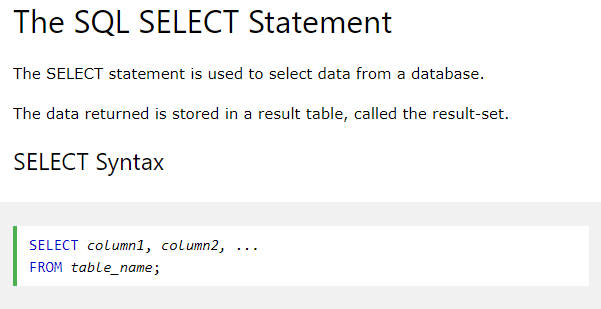 The SQL SELECT Statement
The SELECT statement is used to select data from a database.
The data returned is stored in a result table, called the result-set.
SELECT Syntax
SELECT column1, column2, ...
FROM table_name;